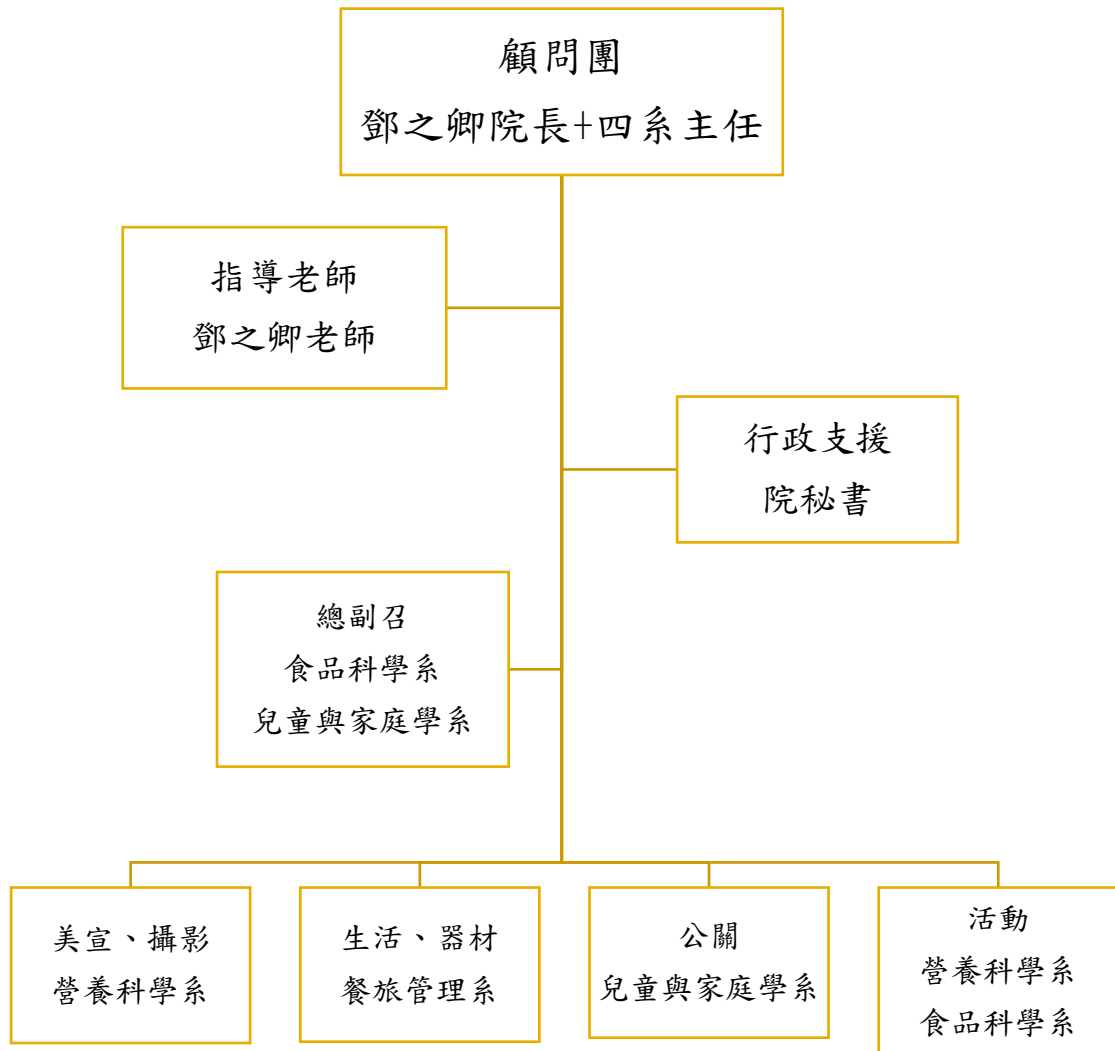 顧問團
鄧之卿院長+四系主任
指導老師
鄧之卿老師
行政支援
院秘書
總副召
食品科學系
兒童與家庭學系
美宣、攝影
營養科學系
生活、器材
餐旅管理系
公關
兒童與家庭學系
活動
營養科學系
食品科學系